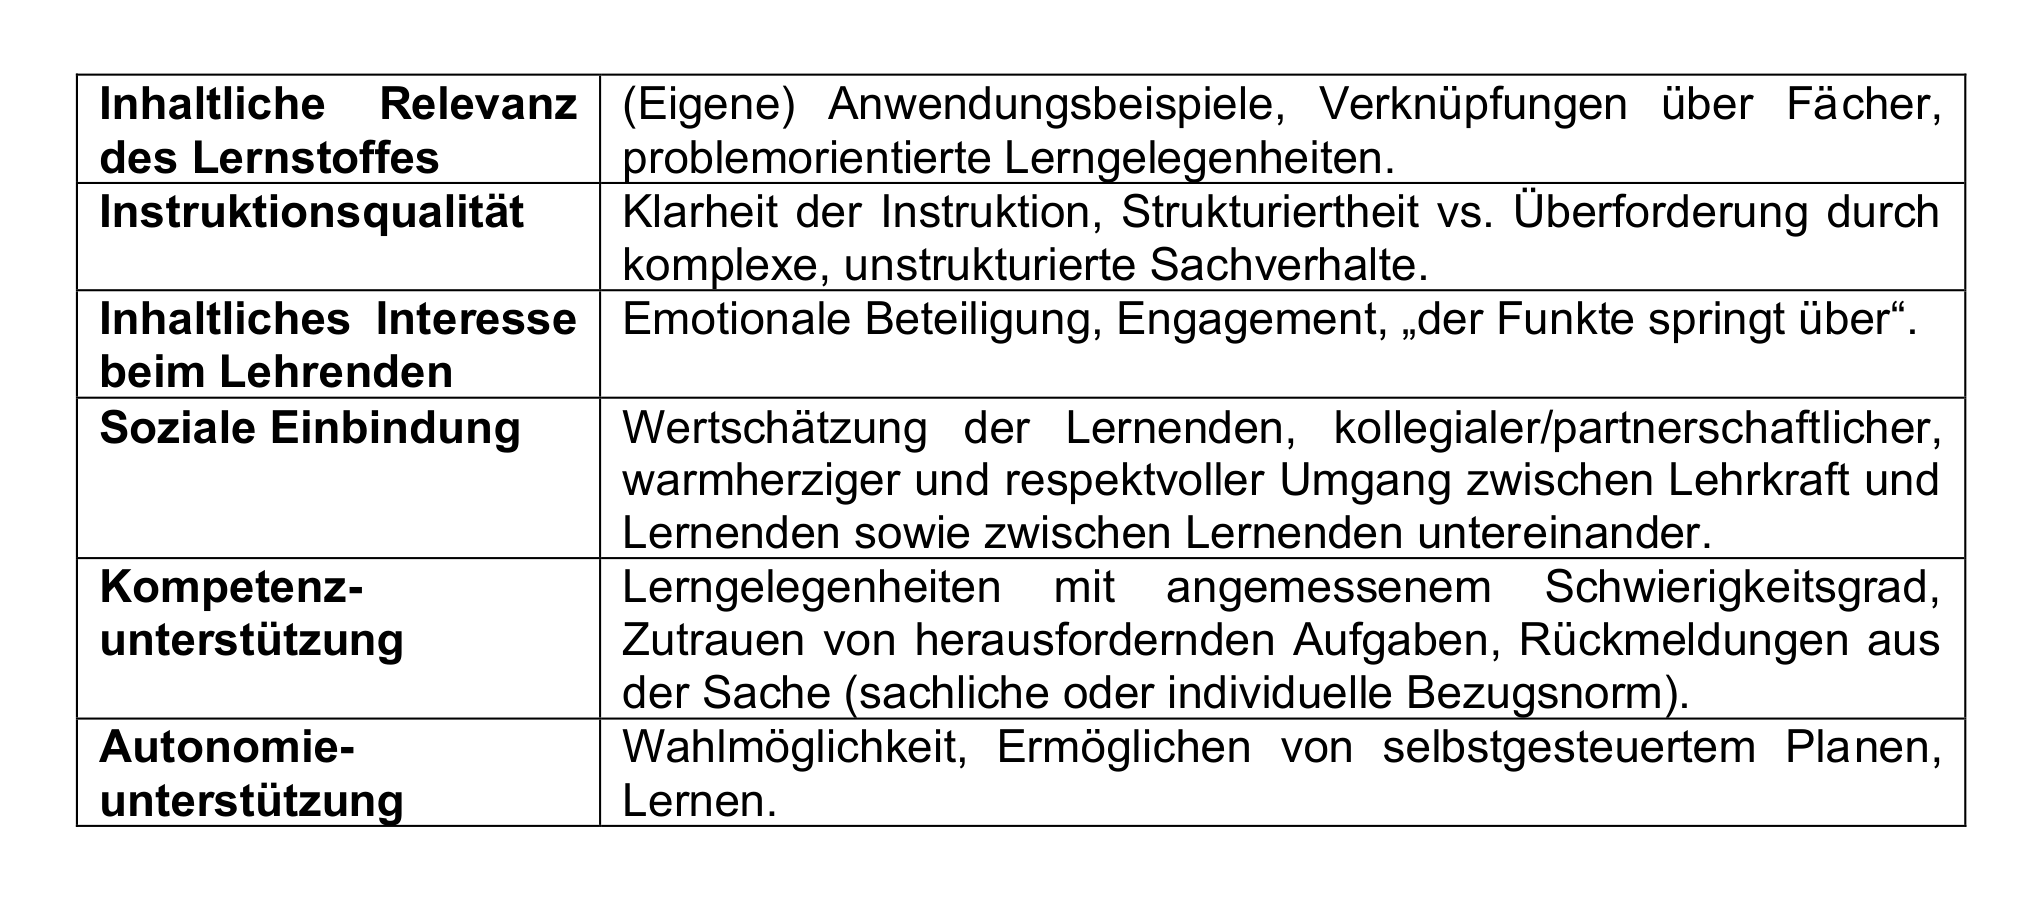 Inhaltliche Relevanz
des Lernstoffes
(Eigene) Anwendungsbeispiele, Verknüpfungen über Fächer,
problemorientierte Lerngelegenheiten.
Instruktionsqualität
Klarheit der Instruktion, Strukturiertheit vs. Überforderung durch
komplexe, unstrukturierte Sachverhalte.
Inhaltliches Interesse
beim Lehrenden
Emotionale Beteiligung, Engagement, „der Funkte springt über“.
Soziale Einbindung
Wertschätzung der Lernenden, kollegialer/partnerschaftlicher,
warmherziger und respektvoller Umgang zwischen Lehrkraft und
Lernenden sowie zwischen Lernenden untereinander.
Kompetenz-
unterstützung
Lerngelegenheiten mit angemessenem Schwierigkeitsgrad,
Zutrauen von herausfordernden Aufgaben, Rückmeldungen aus
der Sache (sachliche oder individuelle Bezugsnorm).
Autonomie-
unterstützung
Wahlmöglichkeit, Ermöglichen von selbstgesteuertem Planen,
Lernen.